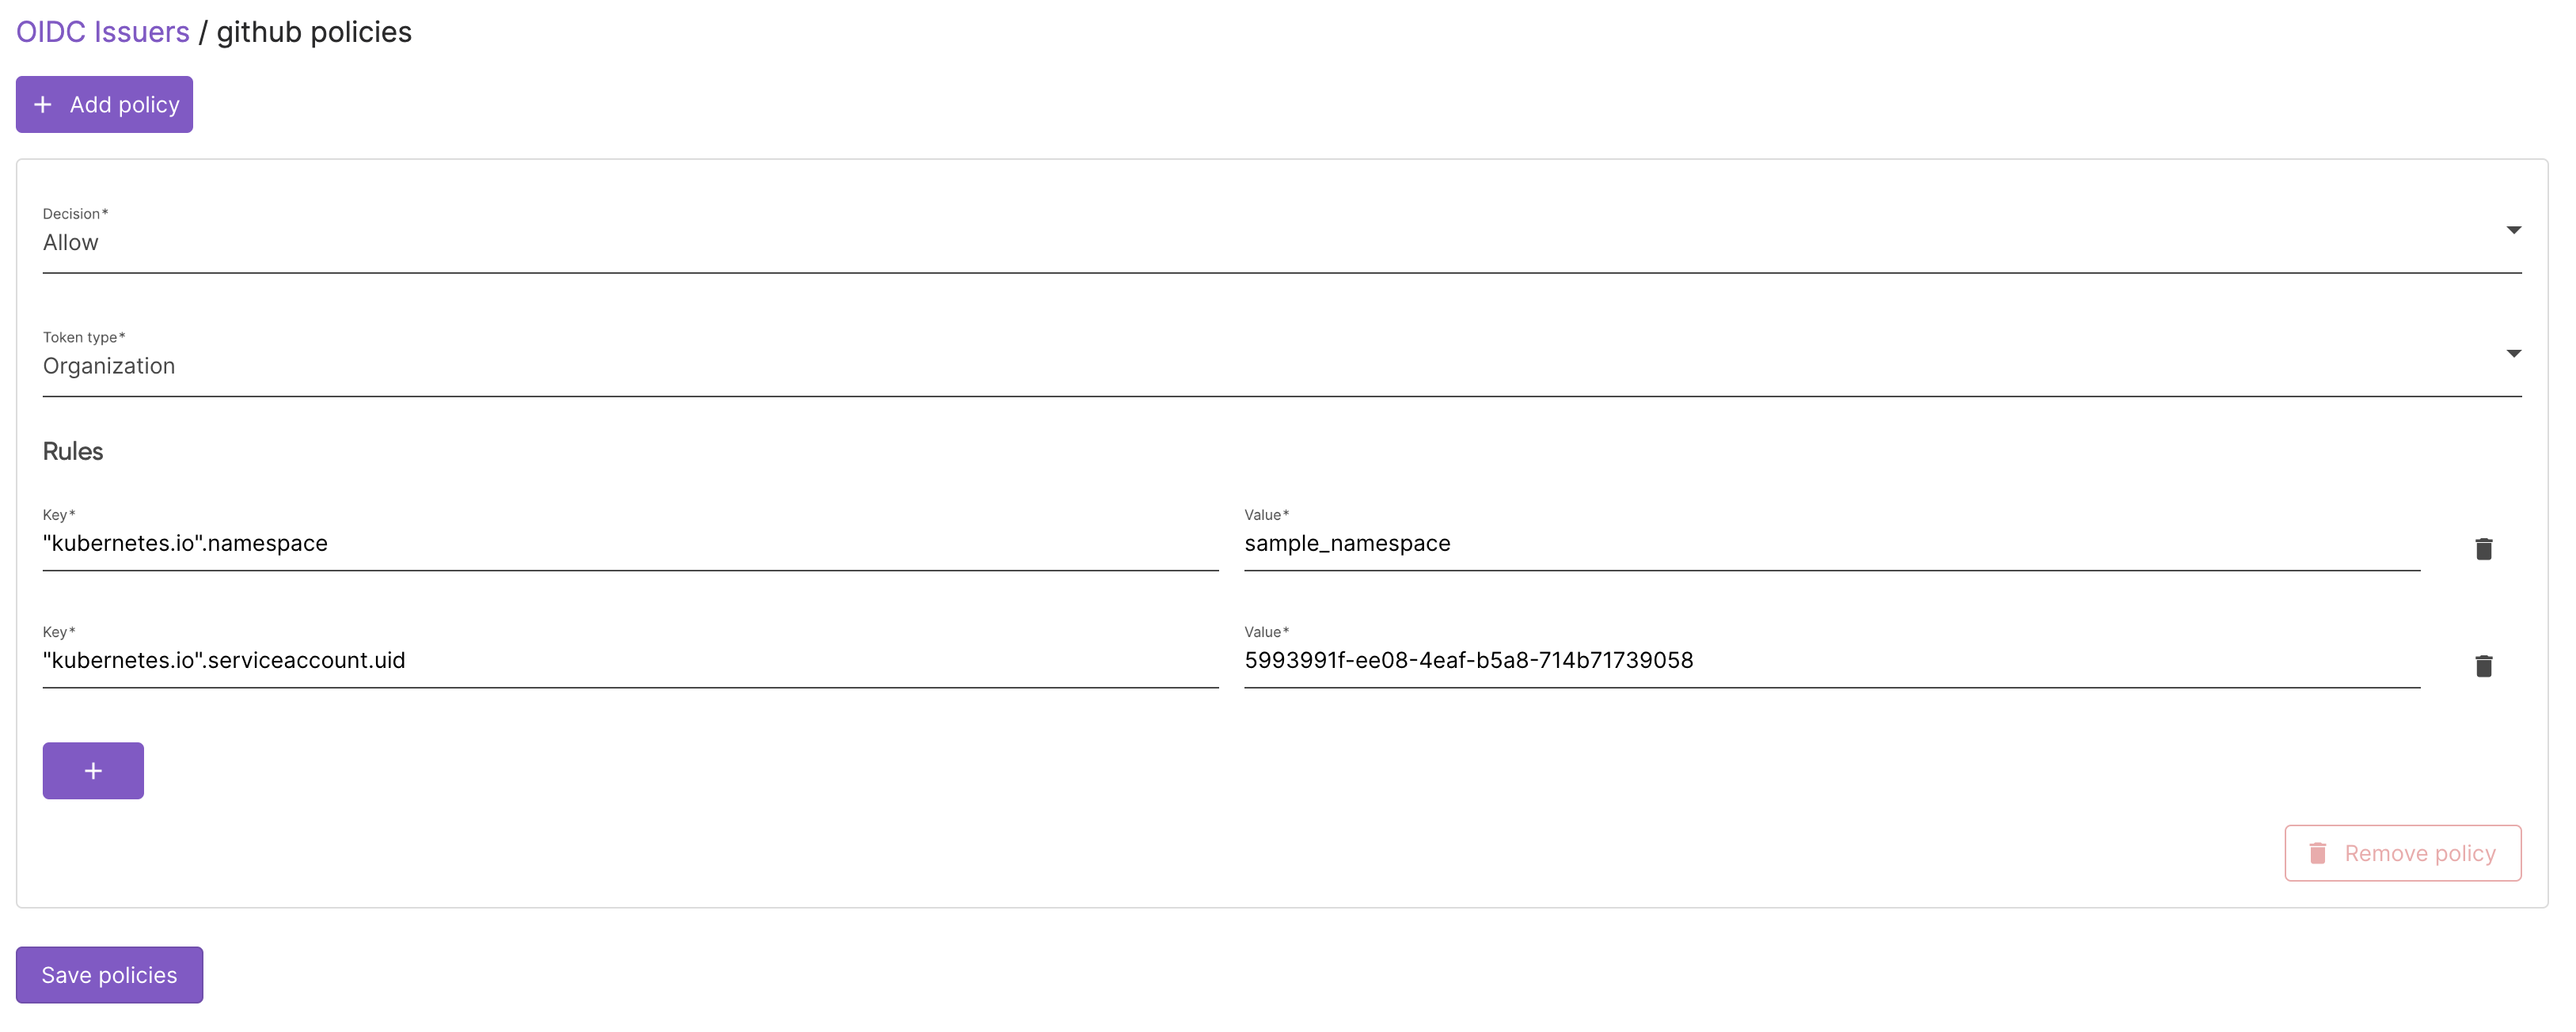 OIDC Issuers / github policies
+ Add policy
Decision*
Allow
Token type*
Organization
Rules
Key*
"kubernetes.io".namespace
Value*
sample_namespace
Key*
"kubernetes.io".serviceaccount.uid
Value*
5993991f-ee08-4eaf-b5a8-714b71739058
+
Remove policy
Save policies